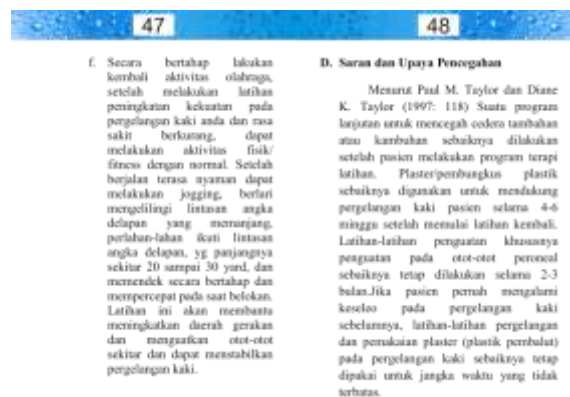 47
f. Secara bertahap lakukan
kembali aktivitas olahraga,
setelah melakukan latihan
peningkatan kekuatan pada
pergelangan kaki anda dan rasa
sakit berkurang, dapat
melakukan aktivitas fisik/
fitness dengan normal. Setelah
berjalan terasa nyaman dapat
melakukan jogging, berlari
mengelilingi lintasan angka
delapan yang memanjang,
perlahan-lahan ikuti lintasan
angka delapan, yg panjangnya
sekitar 20 sampai 30 yard, dan
memendek secara bertahap dan
mempercepat pada saat belokan.
Latihan ini akan membantu
meningkatkan daerah gerakan
dan menguatkan otot-otot
sekitar dan dapat menstabilkan
pergelangan kaki.
48
D. Saran dan Upaya Pencegahan
Menurut Paul M. Taylor dan Diane
K. Taylor (1997: 118) Suatu program
lanjutan untuk mencegah cedera tambahan
atau kambuhan sebaiknya dilakukan
setelah pasien melakukan program terapi
latihan. Plaster/pembungkus plastik
sebaiknya digunakan untuk mendukung
pergelangan kaki pasien selama 4-6
minggu setelah memulai latihan kembali.
Latihan-latihan penguatan khususnya
penguatan pada otot-otot peroneal
sebaiknya tetap dilakukan selama 2-3
bulan.Jika pasien pernah mengalami
keseleo pada pergelangan kaki
sebelumnya, latihan-latihan pergelangan
dan pemakaian plaster (plastik pembalut)
pada pergelangan kaki sebaiknya tetap
dipakai untuk jangka waktu yang tidak
terbatas.